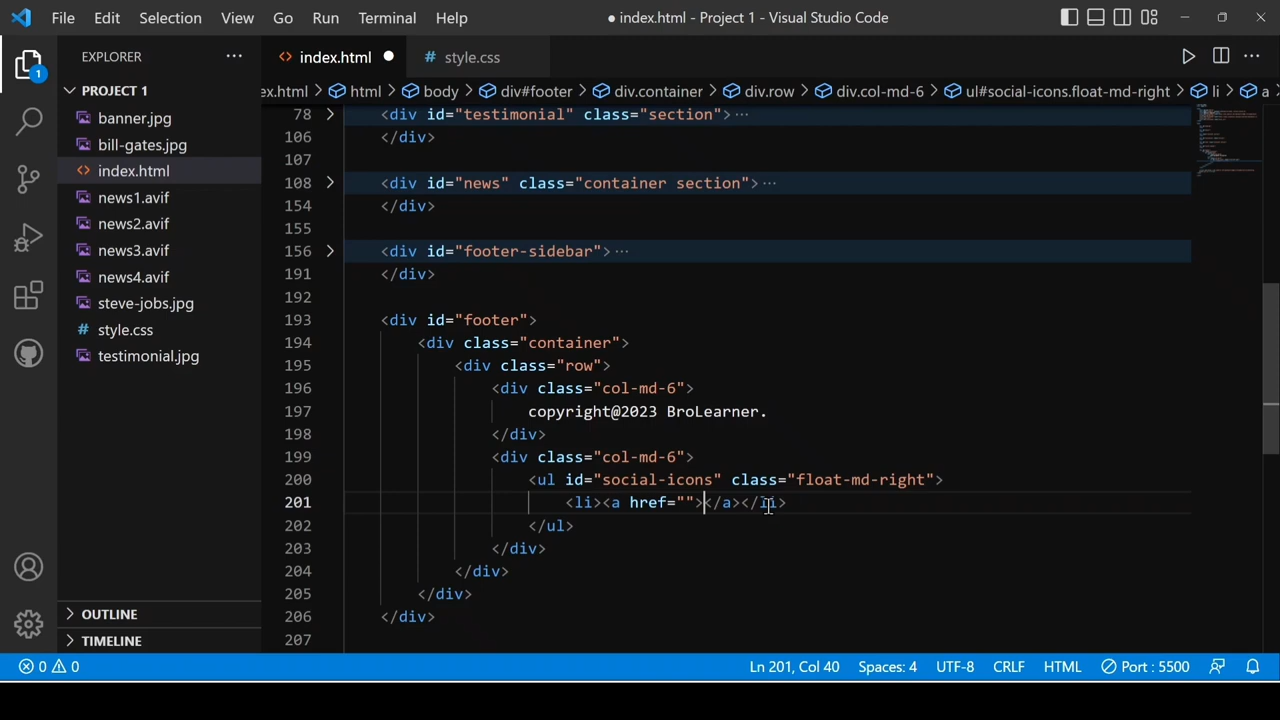 File Edit Selection View Go Run Terminal Help ● index.html - Project 1 - Visual Studio Code
EXPLORER ...
index.html ●
# style.css
PROJECT 1
ex.html > html > body > div#footer > div.container > div.row > div.col-md-6 > ul#social-icons.float-md-right > li > a
banner.jpg
bill-gates.jpg
index.html
news1.avif
news2.avif
news3.avif
news4.avif
steve-jobs.jpg
# style.css
testimonial.jpg
OUTLINE
TIMELINE
1
78 > <div id="testimonial" class="section">...
106 </div>
107
108 > <div id="news" class="container section">...
154 </div>
155
156 > <div id="footer-sidebar">...
191 </div>
192
193 <div id="footer">
194 <div class="container">
195 <div class="row">
196 <div class="col-md-6">
197 copyright@2023 BroLearner.
198 </div>
199 <div class="col-md-6">
200 <ul id="social-icons" class="float-md-right">
201 <li><a href=""></a></li>
202 </ul>
203 </div>
204 </div>
205 </div>
206 </div>
207
0 0 Ln 201, Col 40 Spaces: 4 UTF-8 CRLF HTML Port : 5500